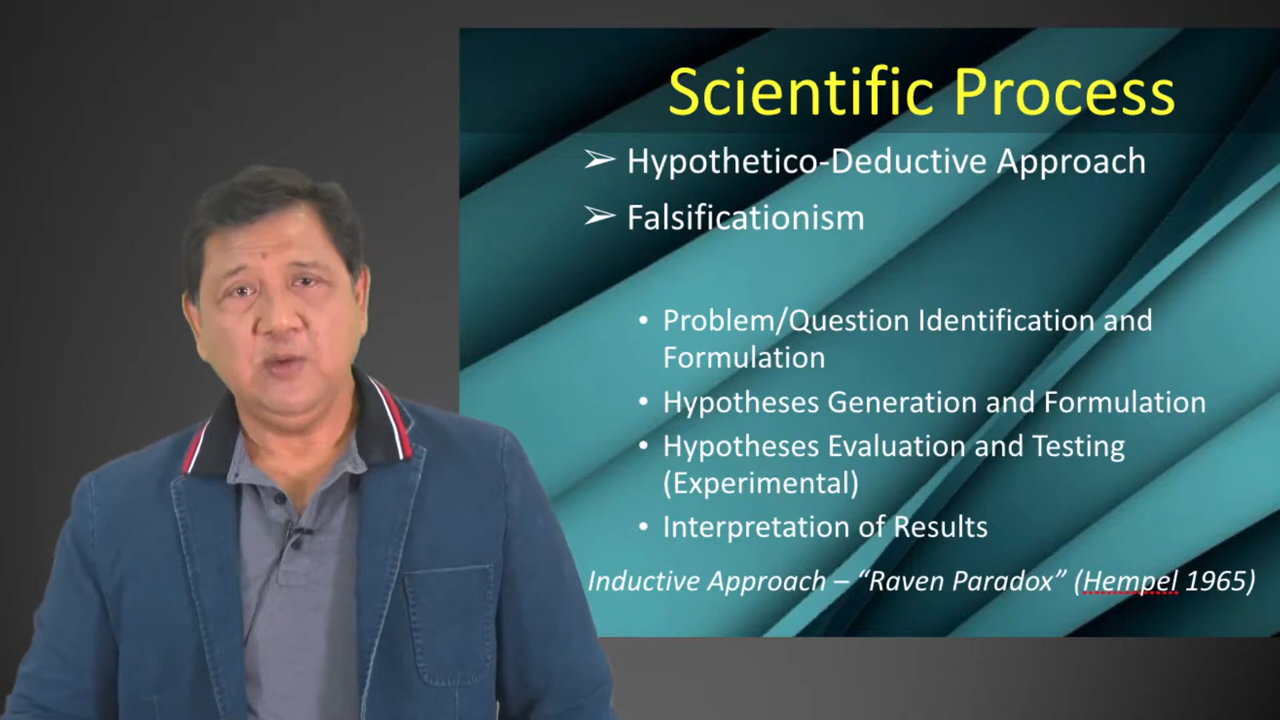 Scientific Process
➢ Hypothetico-Deductive Approach
➢ Falsificationism
• Problem/Question Identification and
Formulation
• Hypotheses Generation and Formulation
• Hypotheses Evaluation and Testing
(Experimental)
• Interpretation of Results
Inductive Approach – “Raven Paradox” (Hempel 1965)